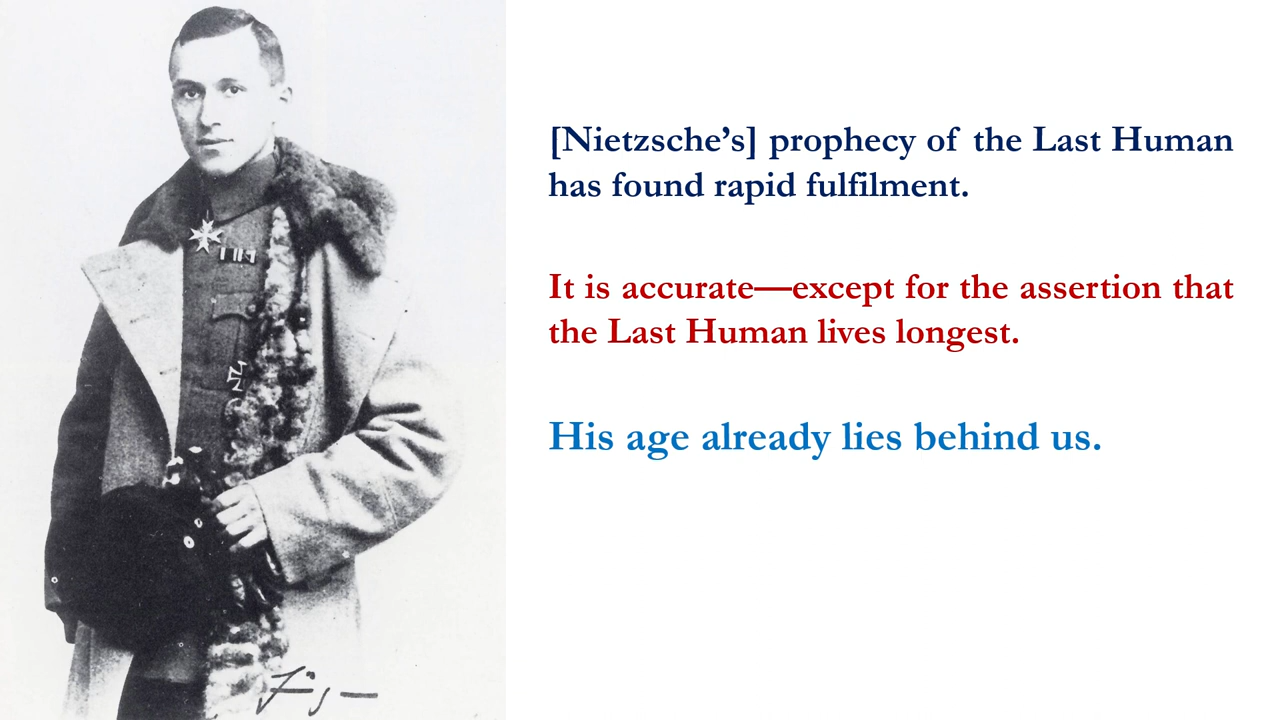 [Nietzsche’s] prophecy of the Last Human
has found rapid fulfilment.
It is accurate—except for the assertion that
the Last Human lives longest.
His age already lies behind us.